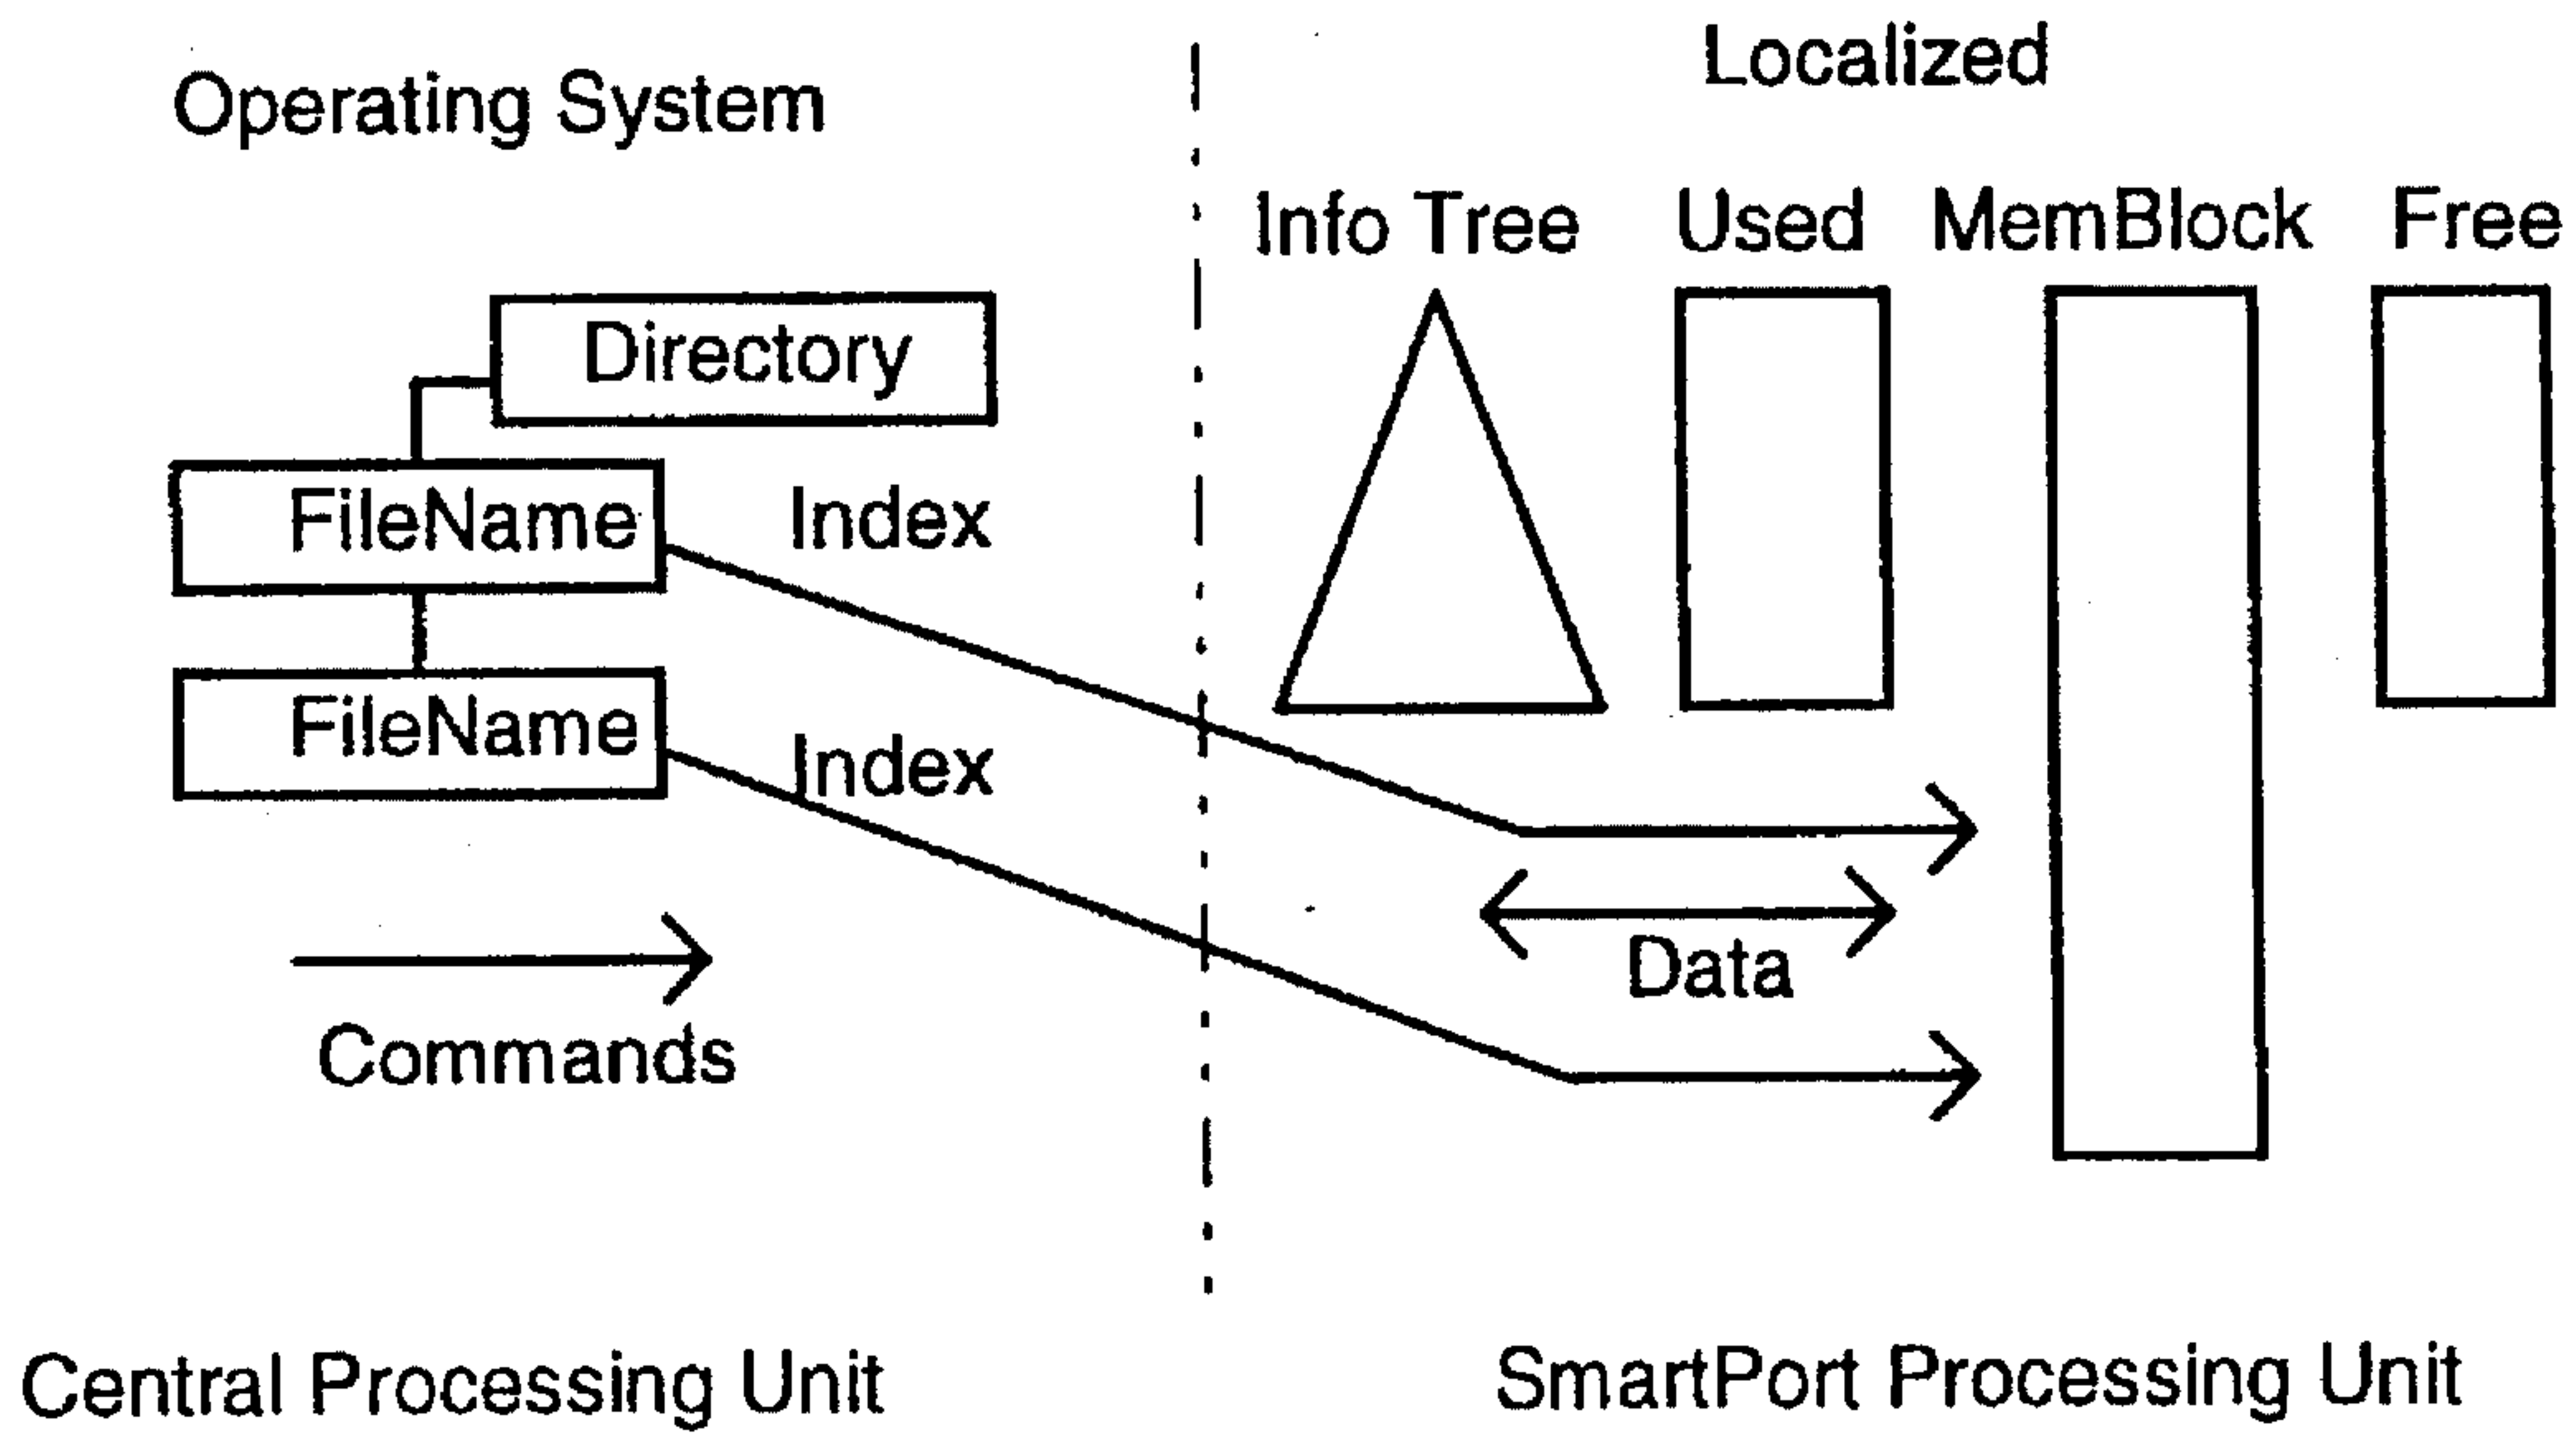 Operating System
Localized
Info Tree Used MemBlock Free
Directory
FileName Index
FileName Index
Data
Commands
Central Processing Unit
SmartPort Processing Unit